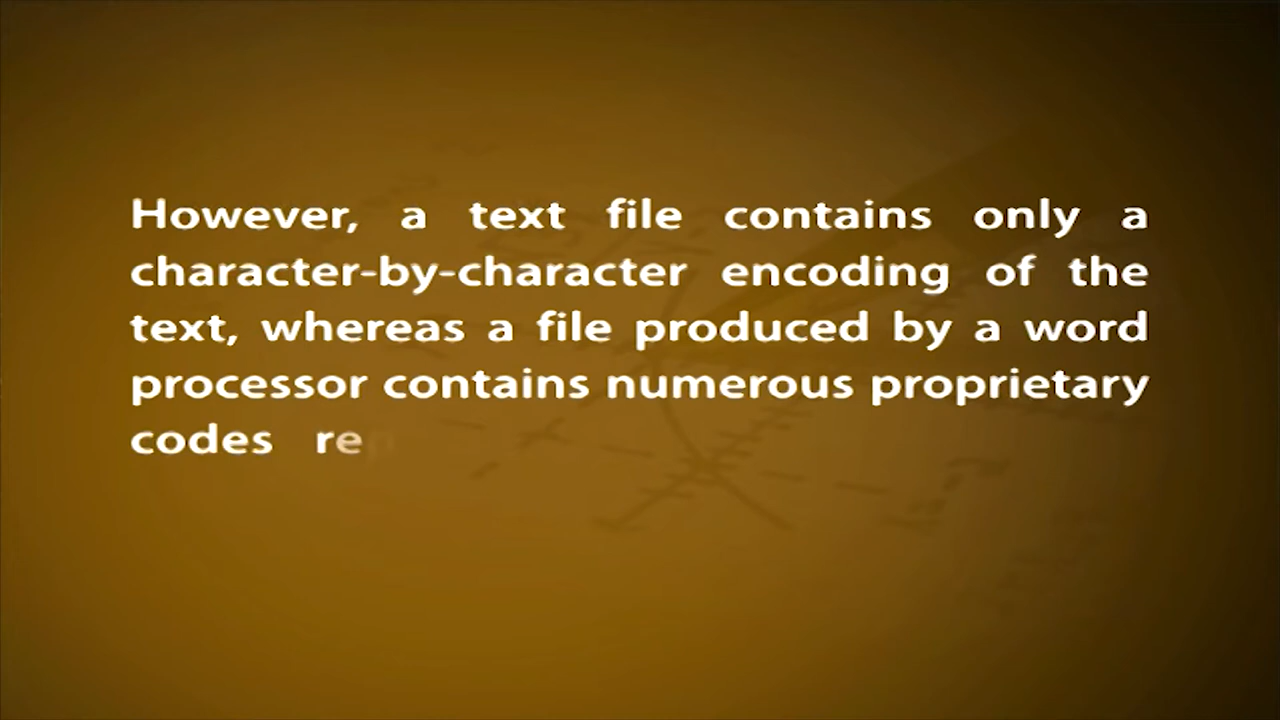 However, a text file contains only a
character-by-character encoding of the
text, whereas a file produced by a word
processor contains numerous proprietary
codes